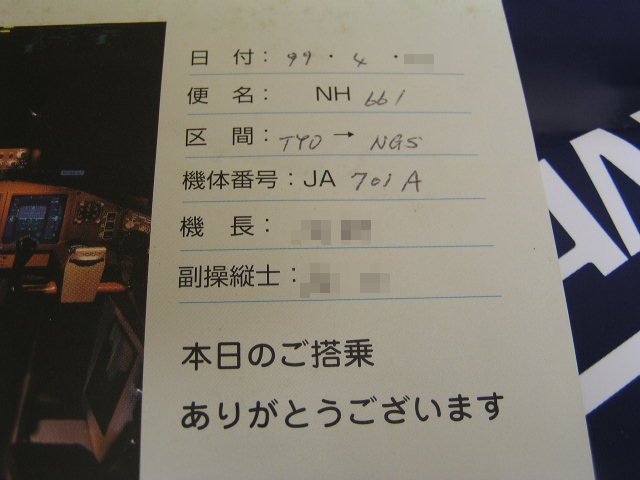 日 付：99・4・
便 名： NH 661
区 間：TYO → NGS
機体番号：JA 701A
機 長：
副操縦士：
本日のご搭乗
ありがとうございます
AN